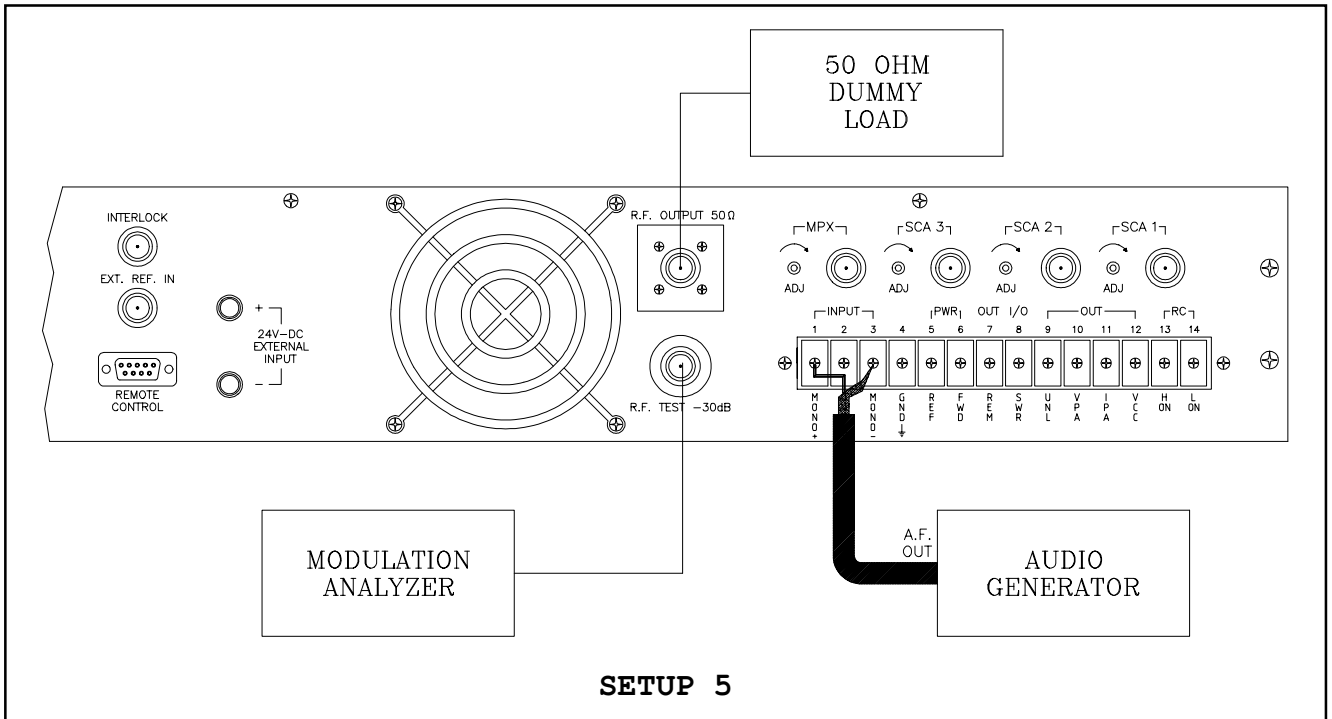 50 OHM
DUMMY
LOAD
INTERLOCK
EXT. REF. IN
REMOTE
CONTROL
+
24V-DC
EXTERNAL
INPUT
-
R.F. OUTPUT 50Ω
R.F. TEST -30dB
MPX
SCA 3
SCA 2
SCA 1
ADJ
ADJ
ADJ
ADJ
INPUT
PWR
OUT I/O
OUT
RC
1 2 3 4 5 6 7 8 9 10 11 12 13 14
MONO+
MONO-
GND
REF
FWD
REM
SWR
UNL
VPA
IPA
VCC
H ON
L ON
MODULATION
ANALYZER
A.F.
OUT
AUDIO
GENERATOR
SETUP 5